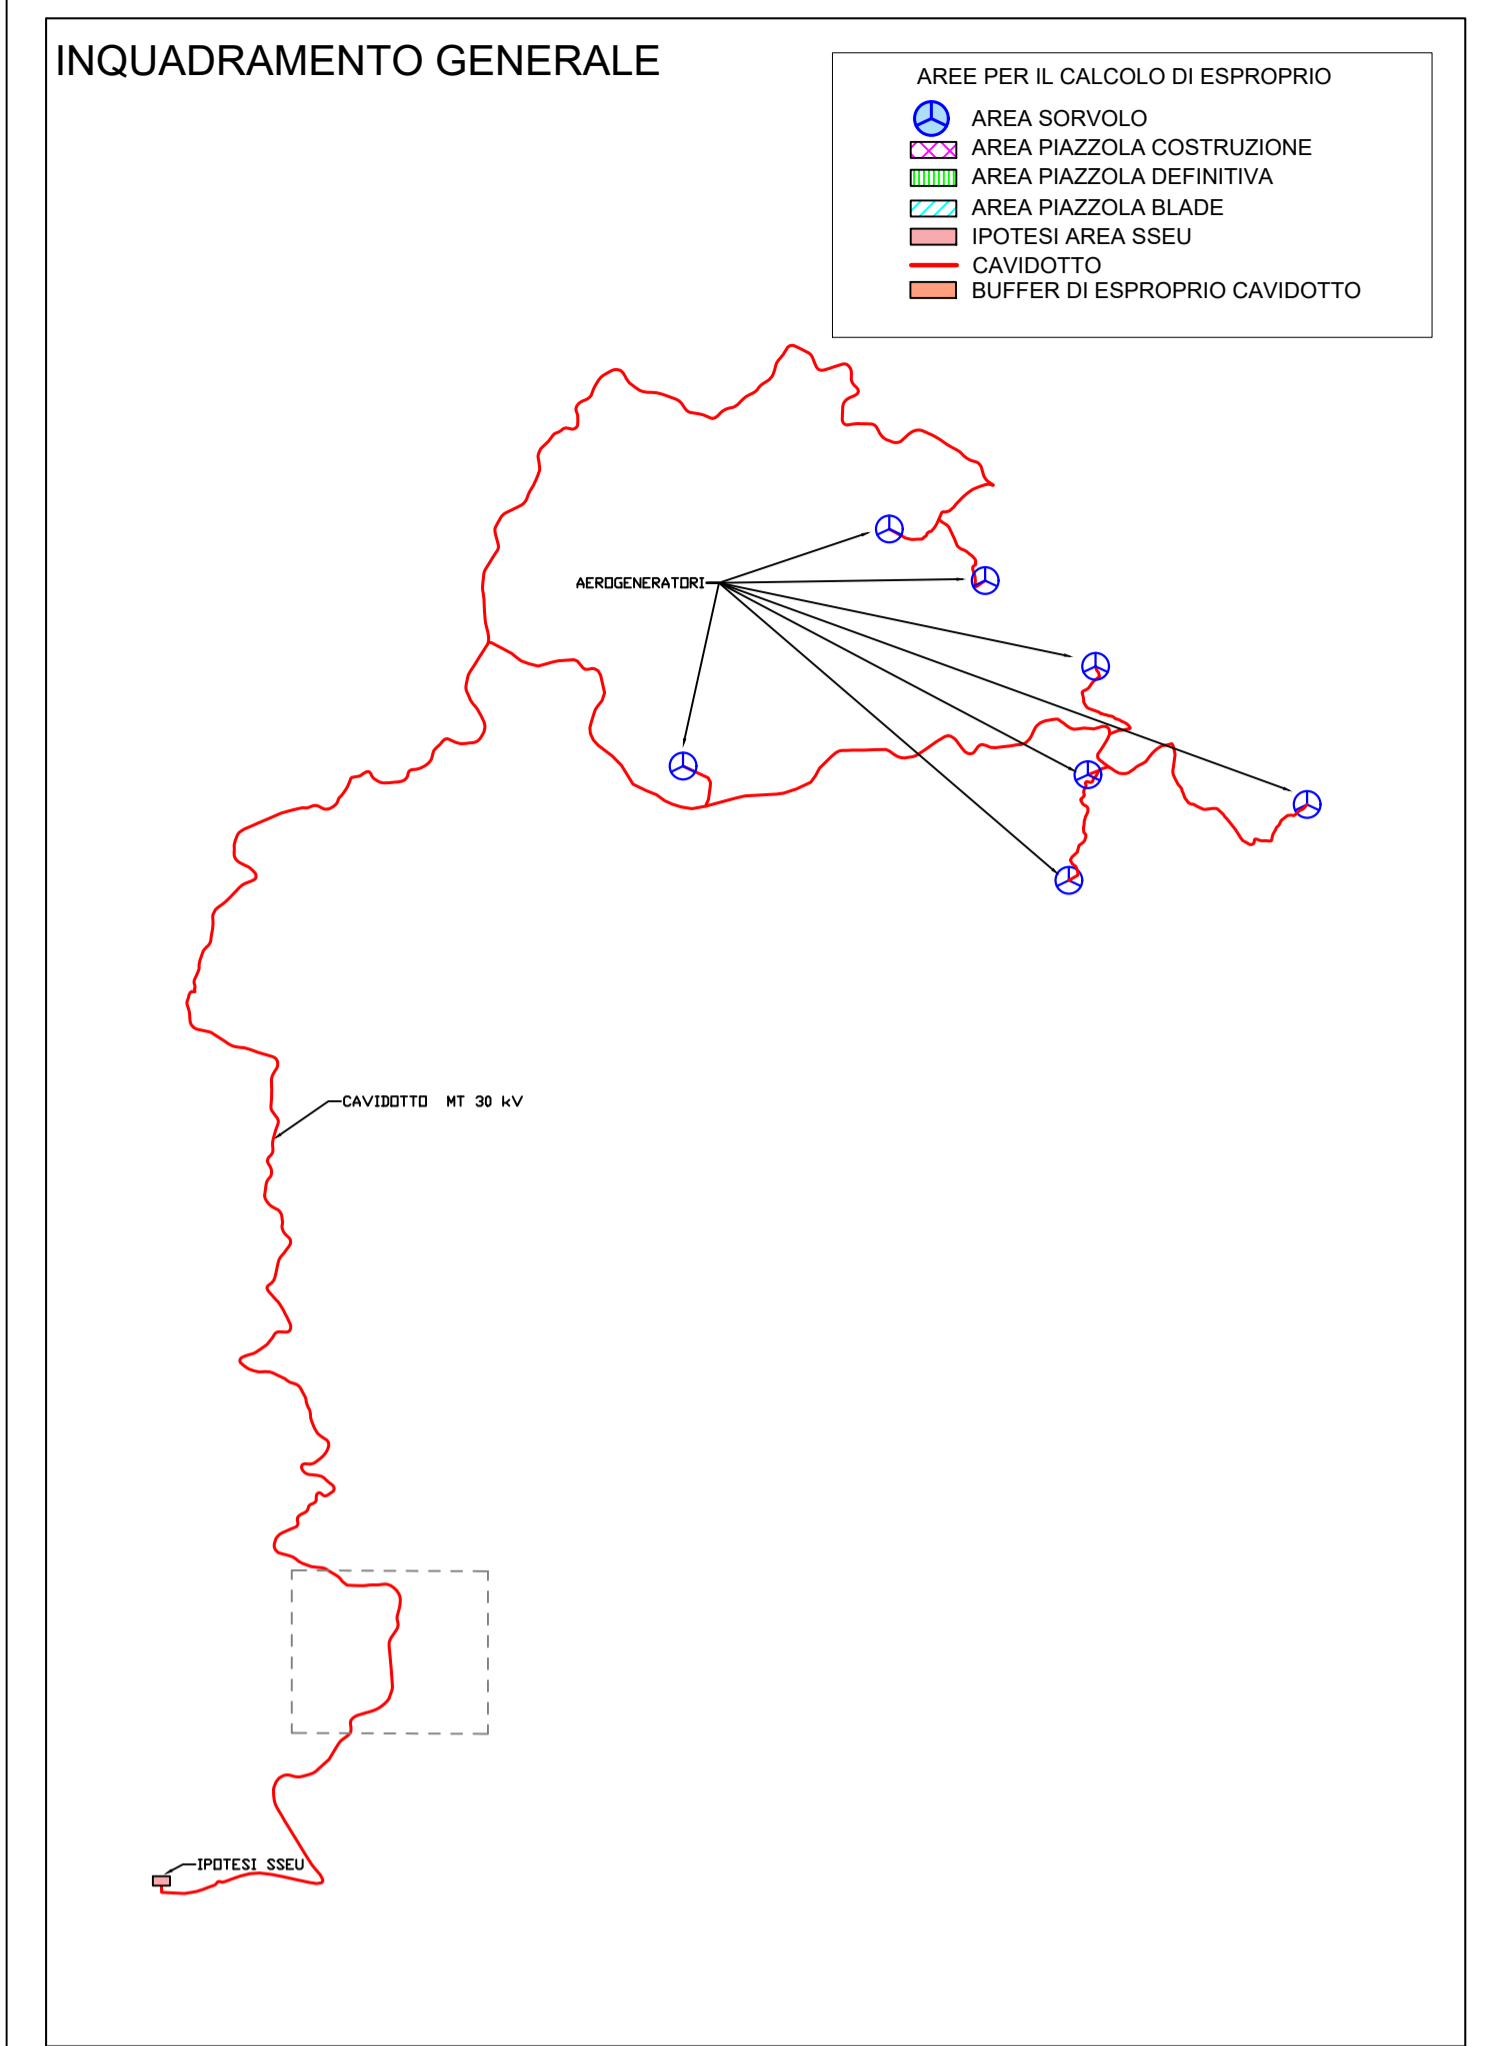 INQUADRAMENTO GENERALE
AREE PER IL CALCOLO DI ESPROPRIO
AREA SORVOLO
AREA PIAZZOLA COSTRUZIONE
AREA PIAZZOLA DEFINITIVA
AREA PIAZZOLA BLADE
IPOTESI AREA SSEU
CAVIDOTTO
BUFFER DI ESPROPRIO CAVIDOTTO
AEROGENERATORI
CAVIDOTTO MT 30 kV
IPOTESI SSEU